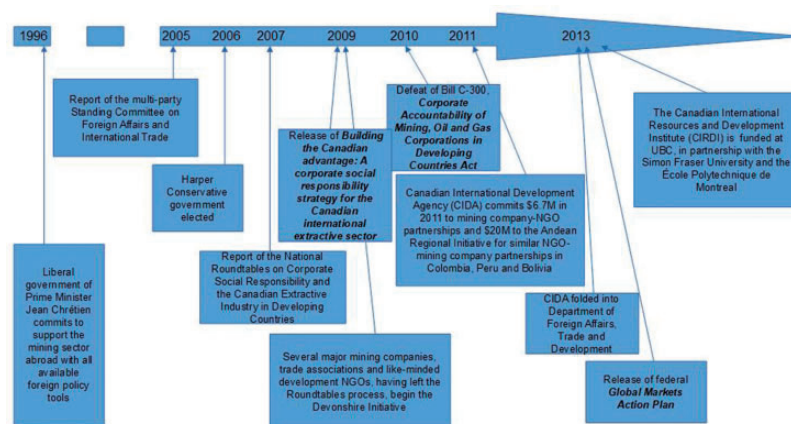 1996
2005
2006
2007
2009
2010
2011
2013
Report of the multi-party
Standing Committee on
Foreign Affairs and
International Trade
Harper
Conservative
government
elected
Liberal
government of
Prime Minister
Jean Chrétien
commits to
support the
mining sector
abroad with all
available
foreign policy
tools
Report of the National
Roundtables on Corporate
Social Responsibility and
the Canadian Extractive
Industry in Developing
Countries
Release of Building
the Canadian
advantage: A
corporate social
responsibility
strategy for the
Canadian
international
extractive sector
Several major mining companies,
trade associations and like-minded
development NGOs, having left the
Roundtables process, begin the
Devonshire Initiative
Defeat of Bill C-300,
Corporate
Accountability of
Mining, Oil and Gas
Corporations in
Developing
Countries Act
Canadian International Development
Agency (CIDA) commits $6.7M in
2011 to mining company-NGO
partnerships and $20M to the Andean
Regional Initiative for similar NGO-
mining company partnerships in
Colombia, Peru and Bolivia
CIDA folded into
Department of
Foreign Affairs,
Trade and
Development
Release of federal
Global Markets
Action Plan
The Canadian International
Resources and Development
Institute (CIRDI) is funded at
UBC, in partnership with the
Simon Fraser University and the
École Polytechnique de
Montreal